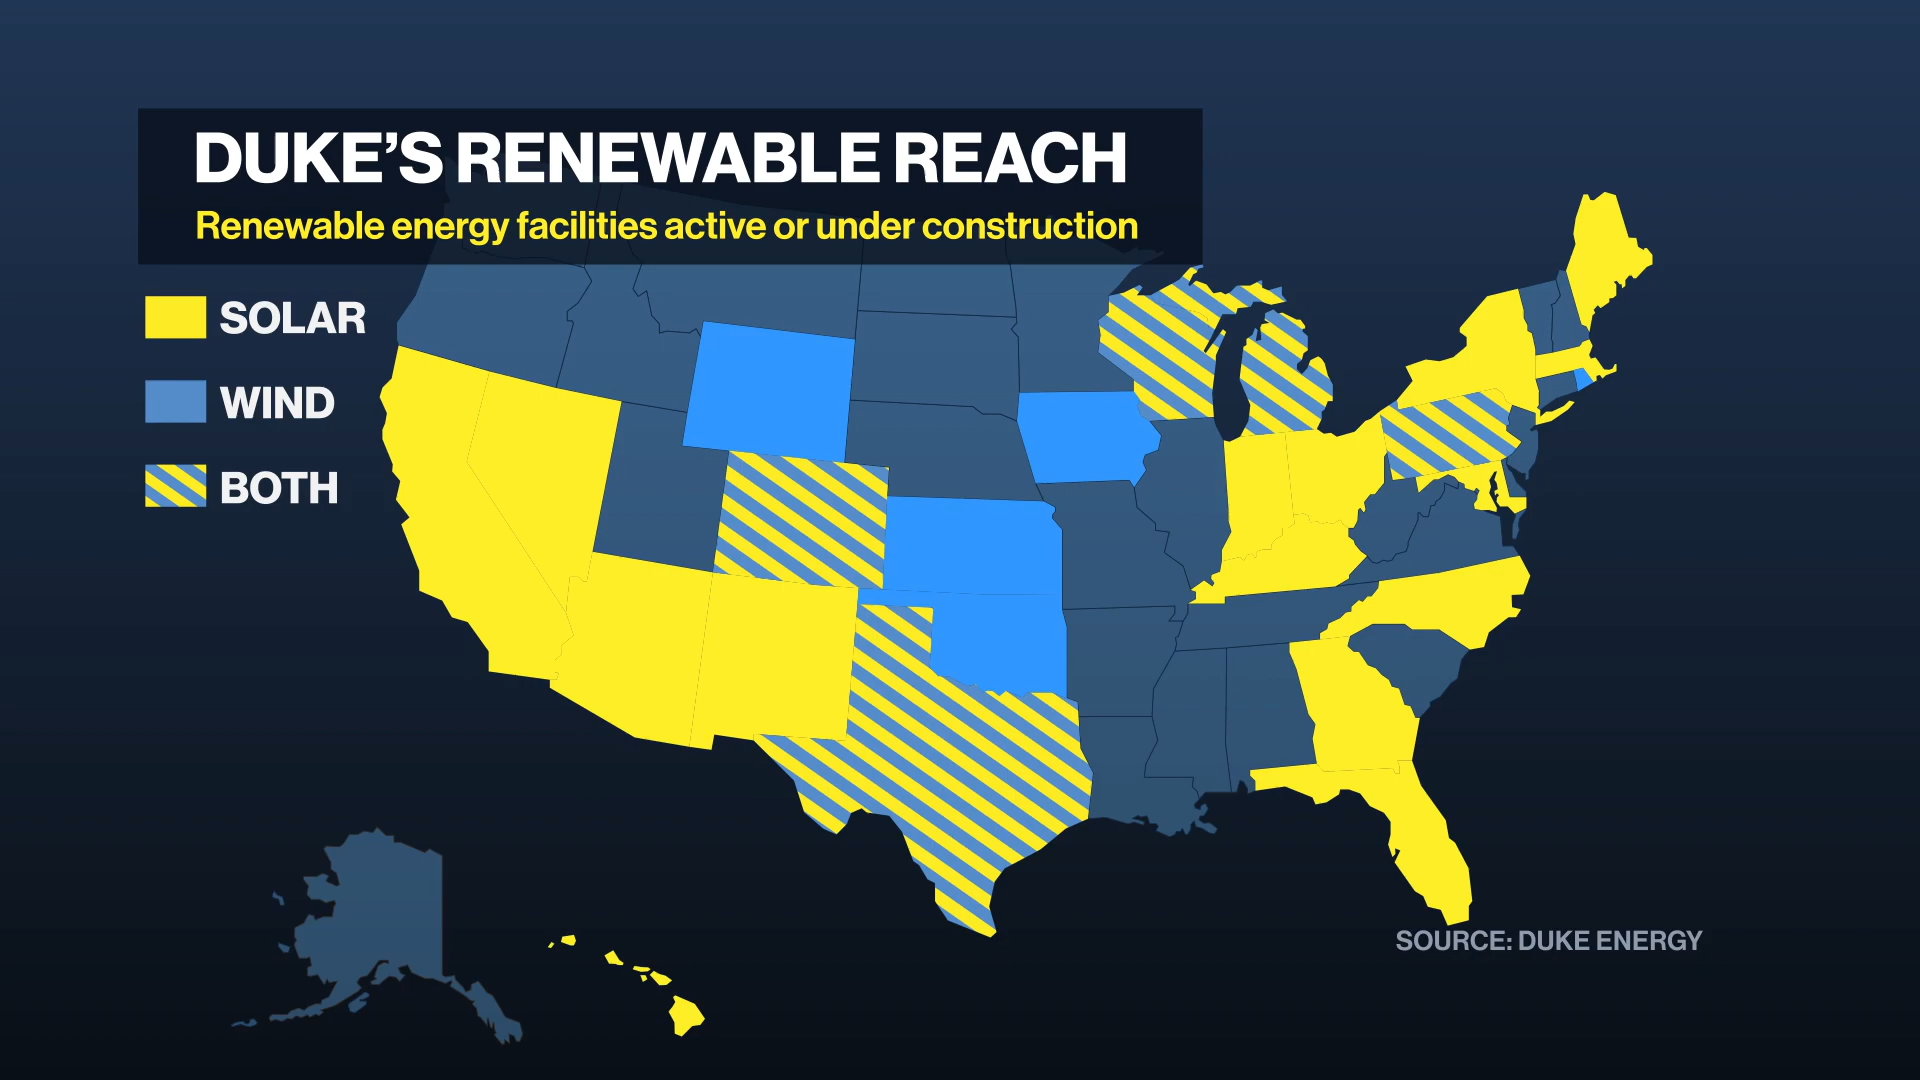 DUKE’S RENEWABLE REACH
Renewable energy facilities active or under construction
SOLAR
WIND
BOTH
SOURCE: DUKE ENERGY